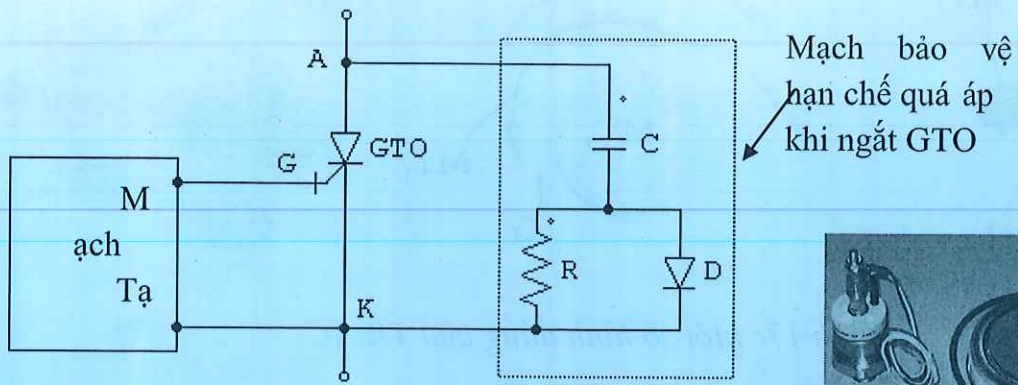 Mạch bảo vệ
hạn chế quá áp
khi ngắt GTO
A
GTO
G
C
M
ạch
Tạ
R
D
K